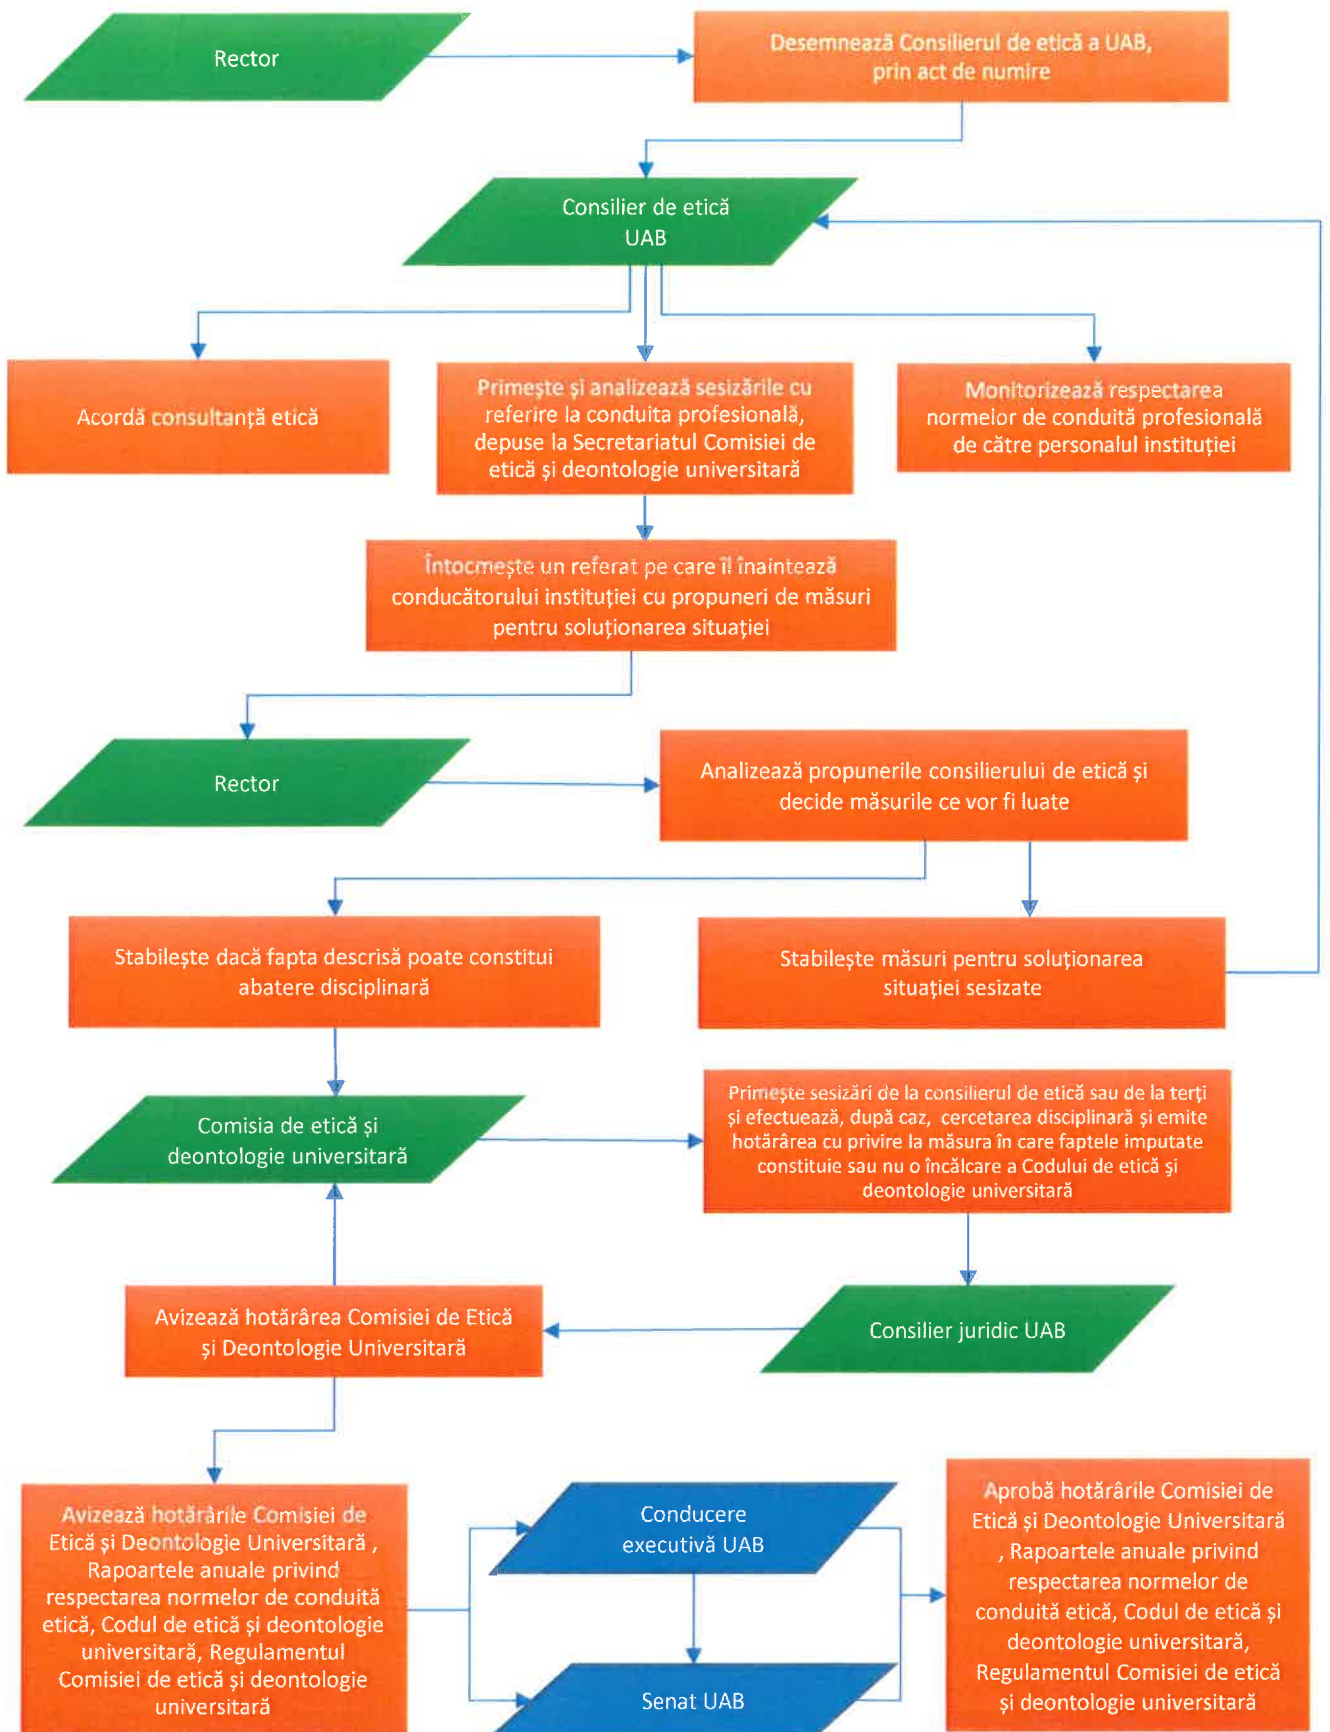 Rector
Desemnează Consilierul de etică a UAB,
prin act de numire
Consilier de etică
UAB
Acordă consultanță etică
Primește și analizează sesizările cu
referire la conduita profesională,
depuse la Secretariatul Comisiei de
etică și deontologie universitară
Monitorizează respectarea
normelor de conduită profesională
de către personalul instituției
Întocmește un referat pe care îl înaintează
conducătorului instituției cu propuneri de măsuri
pentru soluționarea situației
Rector
Analizează propunerile consilierului de etică și
decide măsurile ce vor fi luate
Stabilește dacă fapta descrisă poate constitui
abatere disciplinară
Stabilește măsuri pentru soluționarea
situației sesizate
Comisia de etică și
deontologie universitară
Primește sesizări de la consilierul de etică sau de la terți
și efectuează, după caz, cercetarea disciplinară și emite
hotărârea cu privire la măsura în care faptele imputate
constituie sau nu o încălcare a Codului de etică și
deontologie universitară
Avizează hotărârea Comisiei de Etică
și Deontologie Universitară
Consilier juridic UAB
Avizează hotărârile Comisiei de
Etică și Deontologie Universitară ,
Rapoartele anuale privind
respectarea normelor de conduită
etică, Codul de etică și deontologie
universitară, Regulamentul
Comisiei de etică și deontologie
universitară
Conducere
executivă UAB
Senat UAB
Aprobă hotărârile Comisiei de
Etică și Deontologie Universitară
, Rapoartele anuale privind
respectarea normelor de
conduită etică, Codul de etică și
deontologie universitară,
Regulamentul Comisiei de etică
și deontologie universitară